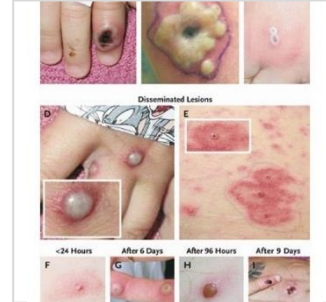 Disseminated Lesions
D
E
<24 Hours
After 6 Days
After 96 Hours
After 9 Days
F
G
H
I